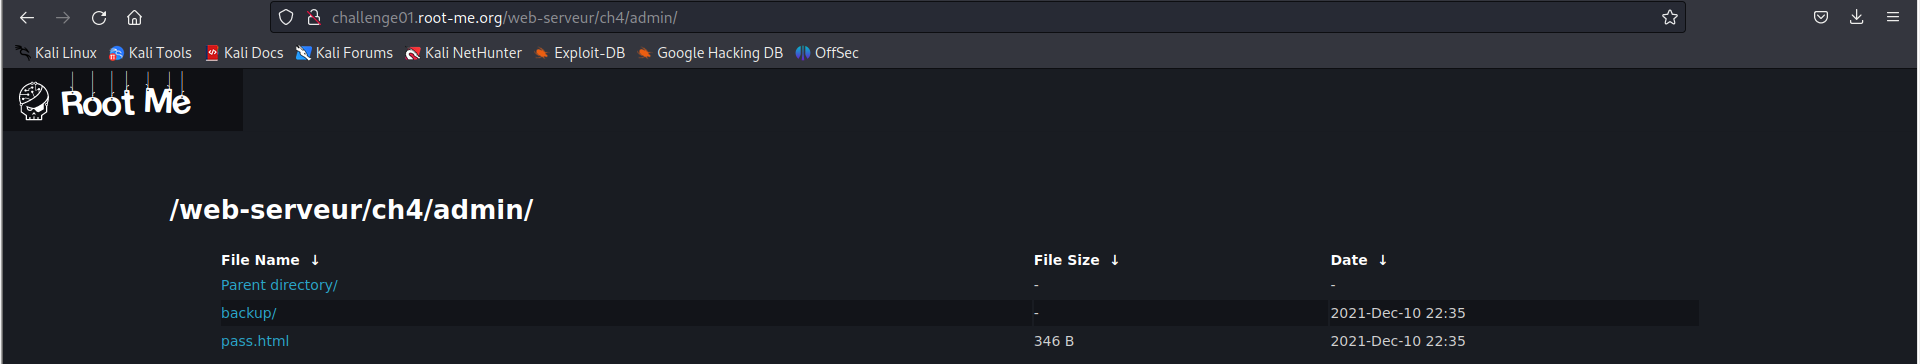 challenge01.root-me.org/web-serveur/ch4/admin/
Kali Linux Kali Tools Kali Docs Kali Forums Kali NetHunter Exploit-DB Google Hacking DB OffSec
Root Me
/web-serveur/ch4/admin/
File Name ↓ File Size ↓ Date ↓
Parent directory/ - -
backup/ - 2021-Dec-10 22:35
pass.html 346 B 2021-Dec-10 22:35